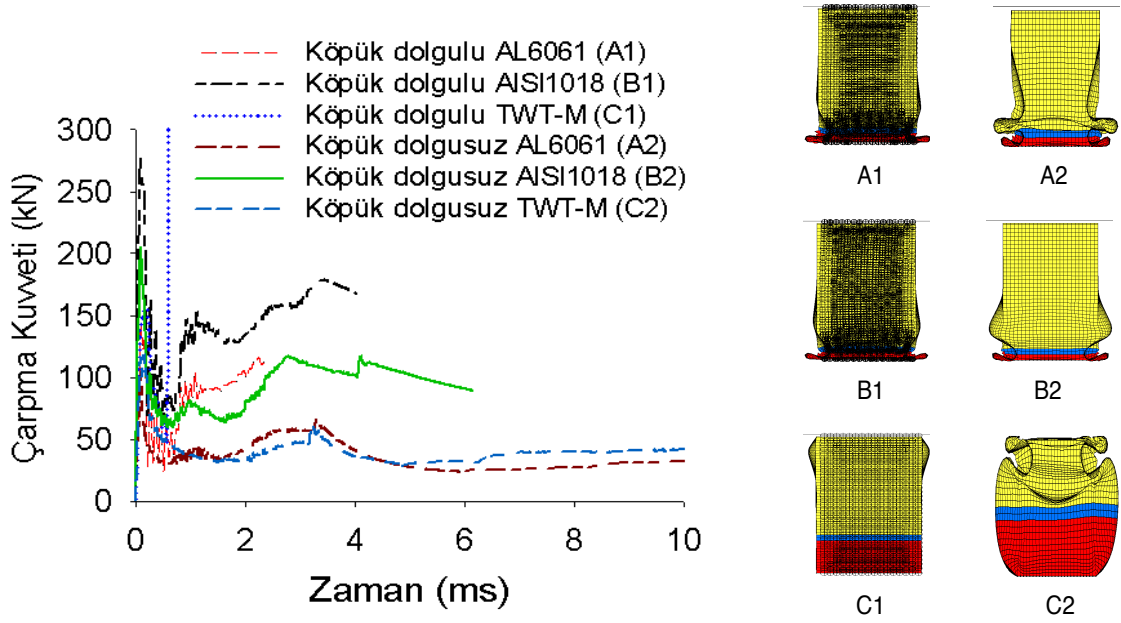 Köpük dolgulu AL6061 (A1)
Köpük dolgulu AISI1018 (B1)
Köpük dolgulu TWT-M (C1)
Köpük dolgusuz AL6061 (A2)
Köpük dolgusuz AISI1018 (B2)
Köpük dolgusuz TWT-M (C2)
Çarpma Kuvveti (kN)
300
250
200
150
100
50
0
0 2 4 6 8 10
Zaman (ms)
A1 A2
B1 B2
C1 C2